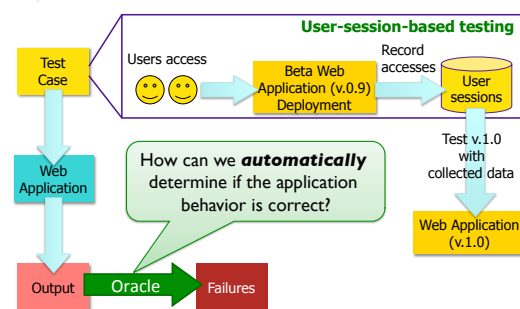 User-session-based testing
Test
Case
Users access
Beta Web
Application (v.0.9)
Deployment
Record
accesses
User
sessions
Test v.1.0
with
collected data
Web Application
(v.1.0)
Web
Application
How can we automatically
determine if the application
behavior is correct?
Output
Oracle
Failures